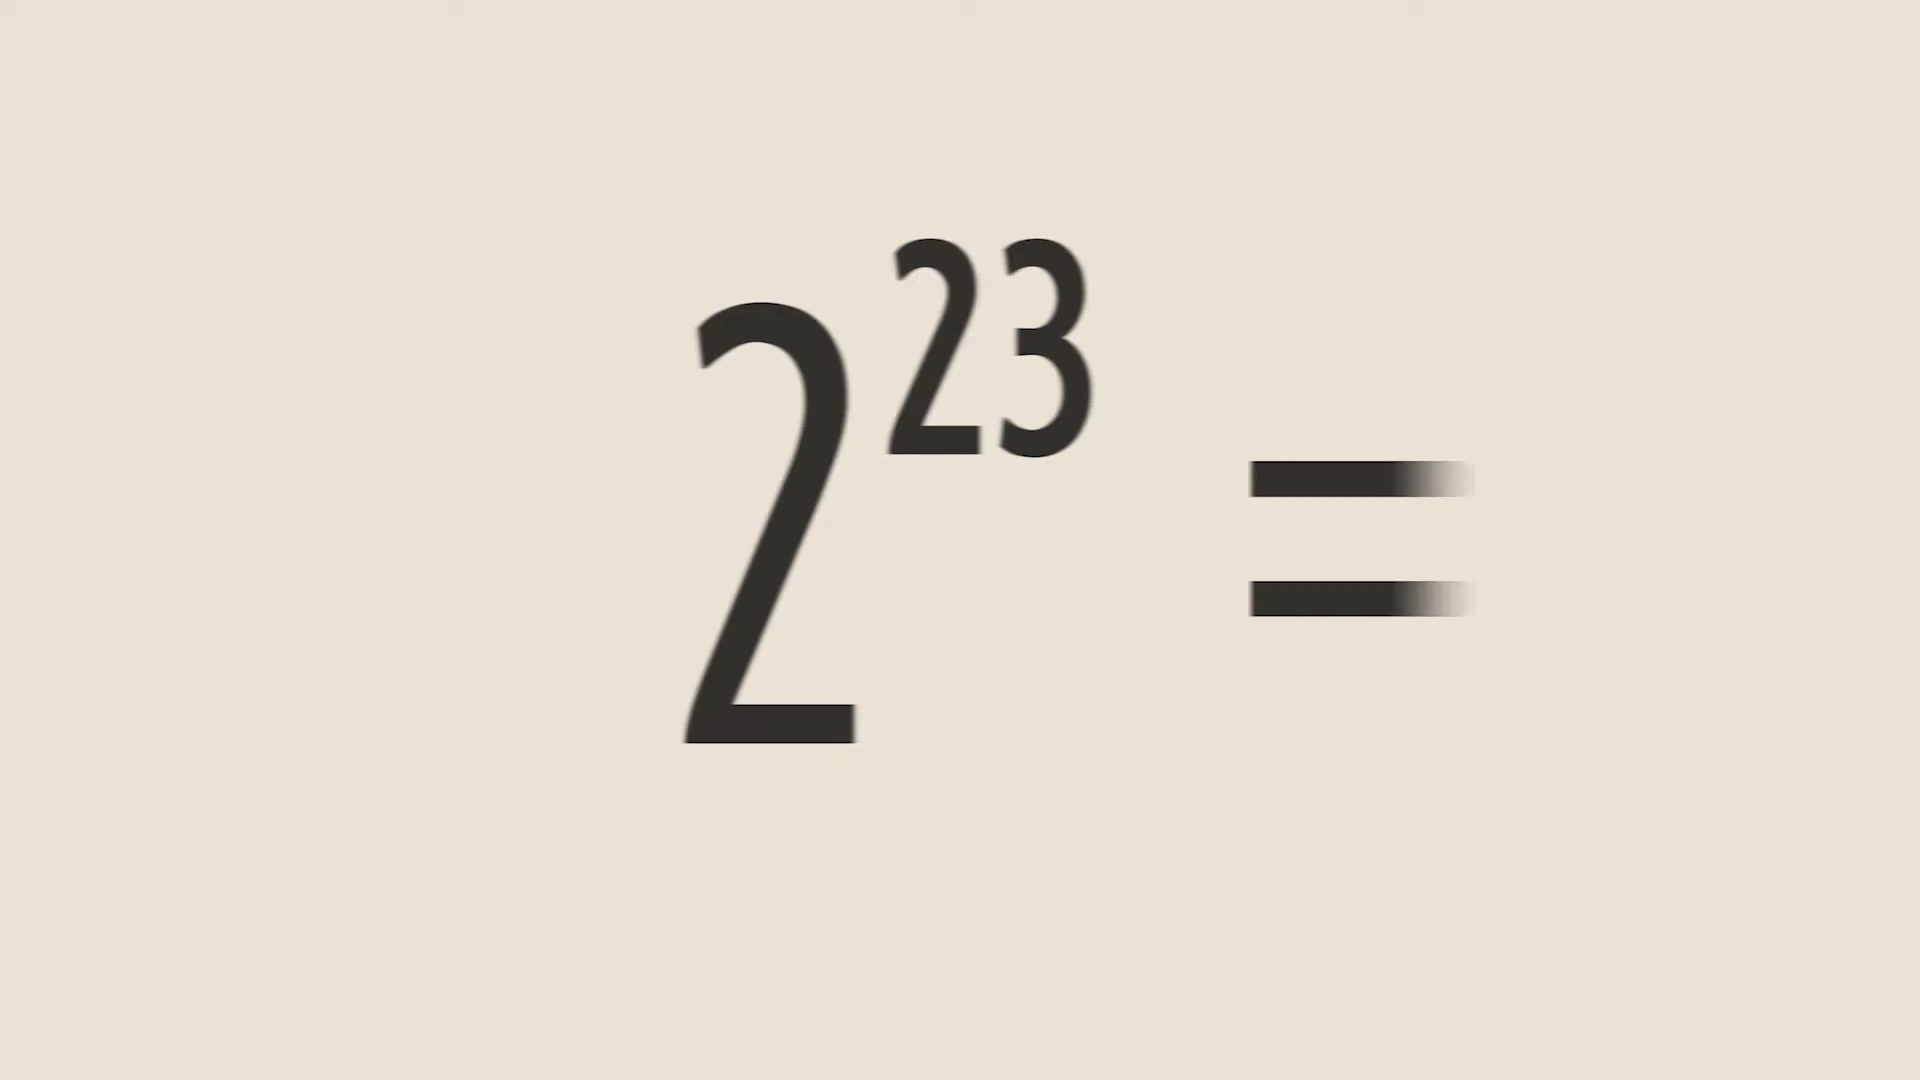 2²³ =